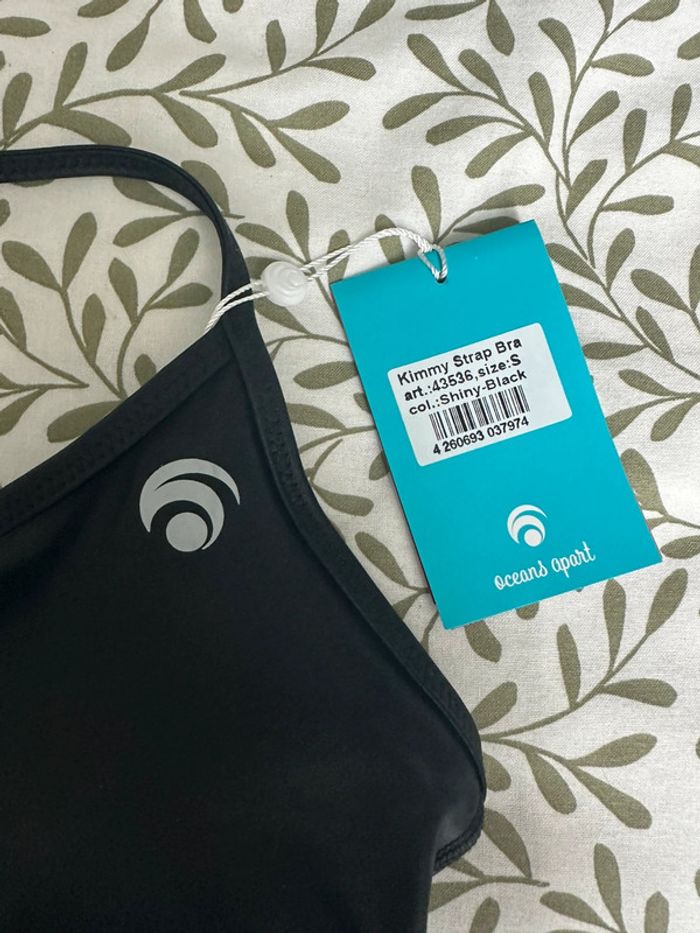 Kimmy Strap Bra
art.:43536,size:S
col.:Shiny-Black
4 260693 037974
oceans apart